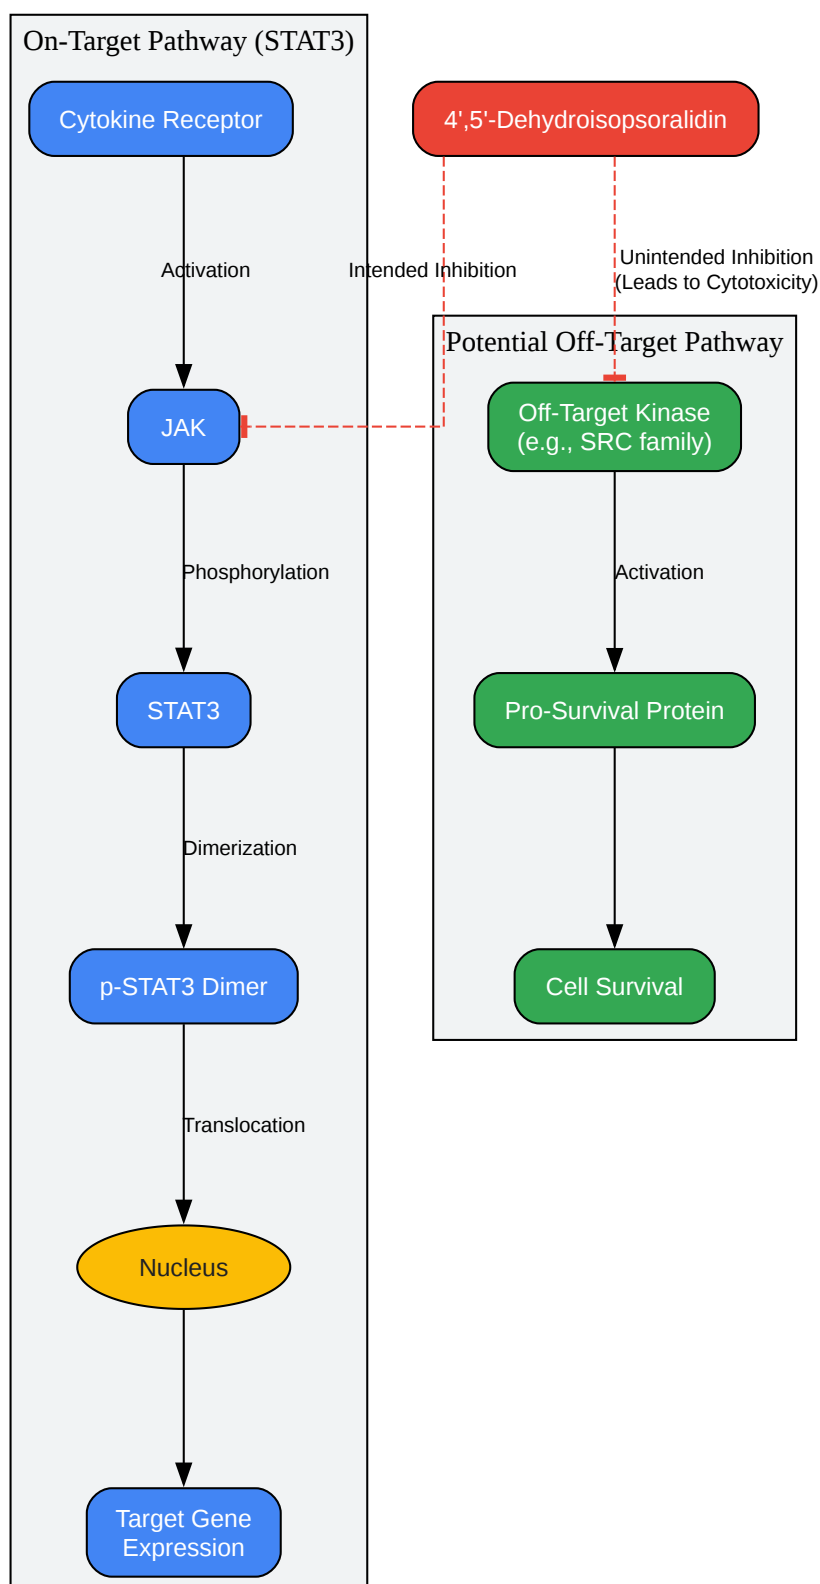 On-Target Pathway (STAT3)
Cytokine Receptor
4',5'-Dehydroisopsoralidin
Activation
Intended Inhibition
Unintended Inhibition
(Leads to Cytotoxicity)
Potential Off-Target Pathway
JAK
Off-Target Kinase
(e.g., SRC family)
Phosphorylation
Activation
STAT3
Pro-Survival Protein
Dimerization
p-STAT3 Dimer
Cell Survival
Translocation
Nucleus
Target Gene
Expression